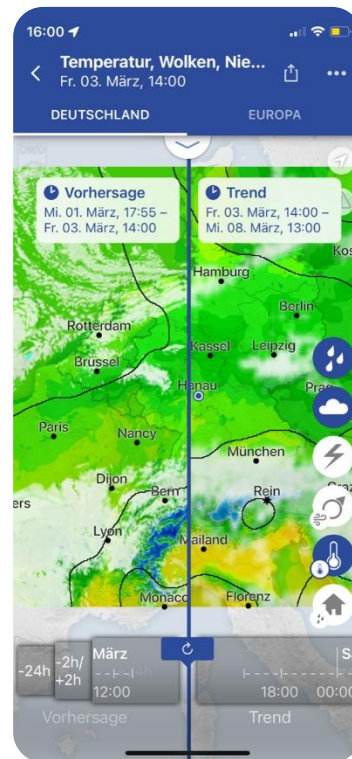 16:00
Temperatur, Wolken, Nie...
Fr. 03. März, 14:00
DEUTSCHLAND
EUROPA
Vorhersage
Mi. 01. März, 17:55 –
Fr. 03. März, 14:00
Trend
Fr. 03. März, 14:00 –
Mi. 08. März, 13:00
Kos
Hamburg
Berlin
Rotterdam
Kassel
Leipzig
Brüssel
Hanau
Prag
Paris
Nancy
München
Dijon
Bern
Rein
Graz
ers
Lyon
Mailand
Monaco
Florenz
-24h
-2h/
+2h
März
12:00
18:00
00:00
Vorhersage
Trend